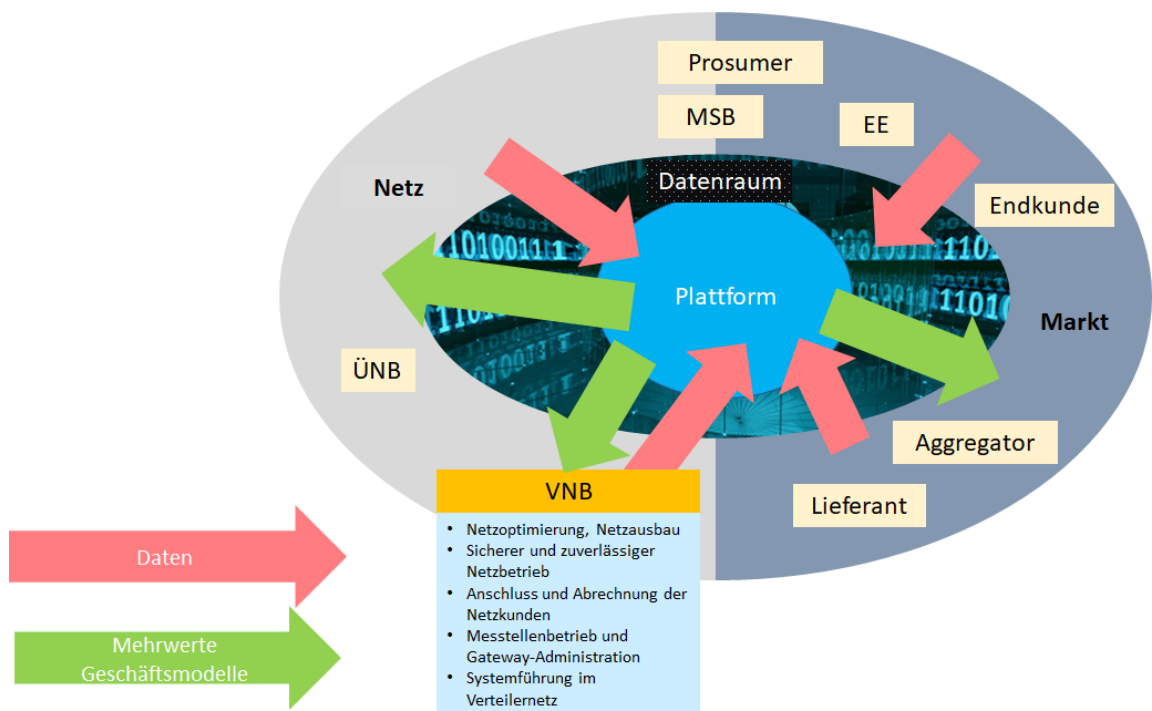 Prosumer
MSB
EE
Datenraum
Netz
Endkunde
Plattform
Markt
ÜNB
Aggregator
Lieferant
VNB
• Netzoptimierung, Netzausbau
• Sicherer und zuverlässiger
Netzbetrieb
• Anschluss und Abrechnung der
Netzkunden
• Messtellenbetrieb und
Gateway-Administration
• Systemführung im
Verteilernetz
Daten
Mehrwerte
Geschäftsmodelle